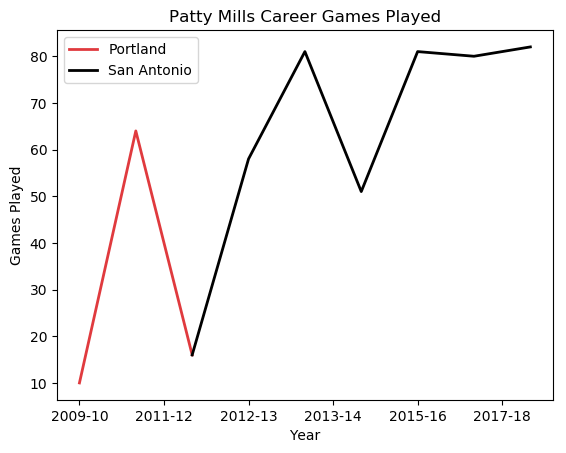 Patty Mills Career Games Played
Portland
San Antonio
Games Played
80
70
60
50
40
30
20
10
2009-10 2011-12 2012-13 2013-14 2015-16 2017-18
Year